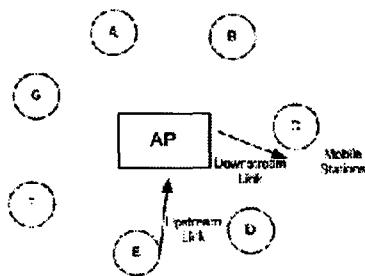 A
B
G
AP
Downstream
Link
Mobile
Stations
Upstream
Link
D
E